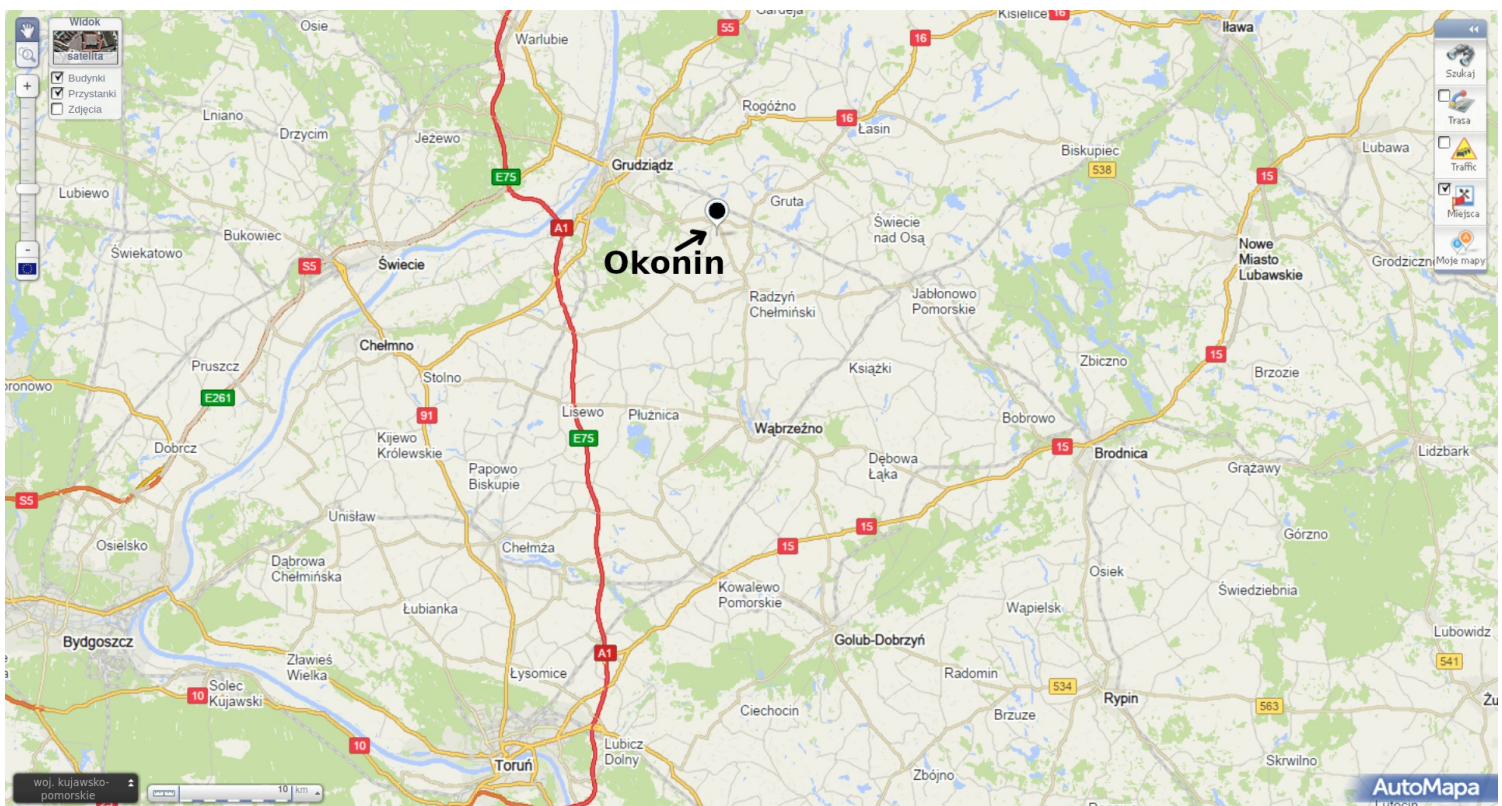 Widok
satelita
Budynki
Przystanki
Zdjęcia
Osie
Warlubie
S5
Gardeja
Kisielice
16
Iława
16
Szukaj
Trasa
Traffic
Miejsca
Moje mapy
Lniano
Drzycim
Jeżewo
Rogóźno
16
Łasin
Biskupiec
538
Lubawa
Grudziądz
E75
15
Lubiewo
Gruta
Bukowiec
A1
Świecie
nad Osą
Świekatowo
S5
Świecie
Okonin
Nowe
Miasto
Lubawskie
Grodziczn
Radzyń
Chełmiński
Jabłonowo
Pomorskie
Chełmno
15
Pruszcz
Stolno
Książki
Zbiczno
Brzozie
oronowo
E261
91
Lisewo
Płużnica
Bobrowo
Wąbrzeźno
Kijewo
Królewskie
E75
15
Dobrcz
Brodnica
Lidzbark
Papowo
Biskupie
Dębowa
Łąka
Grążawy
S5
Unisław
15
Osielsko
Chełmża
15
Górzno
Dąbrowa
Chełmińska
Osiek
Kowalewo
Pomorskie
Świedziebnia
Łubianka
Wąpielsk
Bydgoszcz
Golub-Dobrzyń
Lubowidz
A1
Zławieś
Wielka
541
Łysomice
Radomin
Solec
Kujawski
10
534
Rypin
563
Żu
Ciechocin
Brzuze
10
Lubicz
Dolny
Toruń
Zbójno
Skrwilno
woj. kujawsko-
pomorskie
10 km
AutoMapa